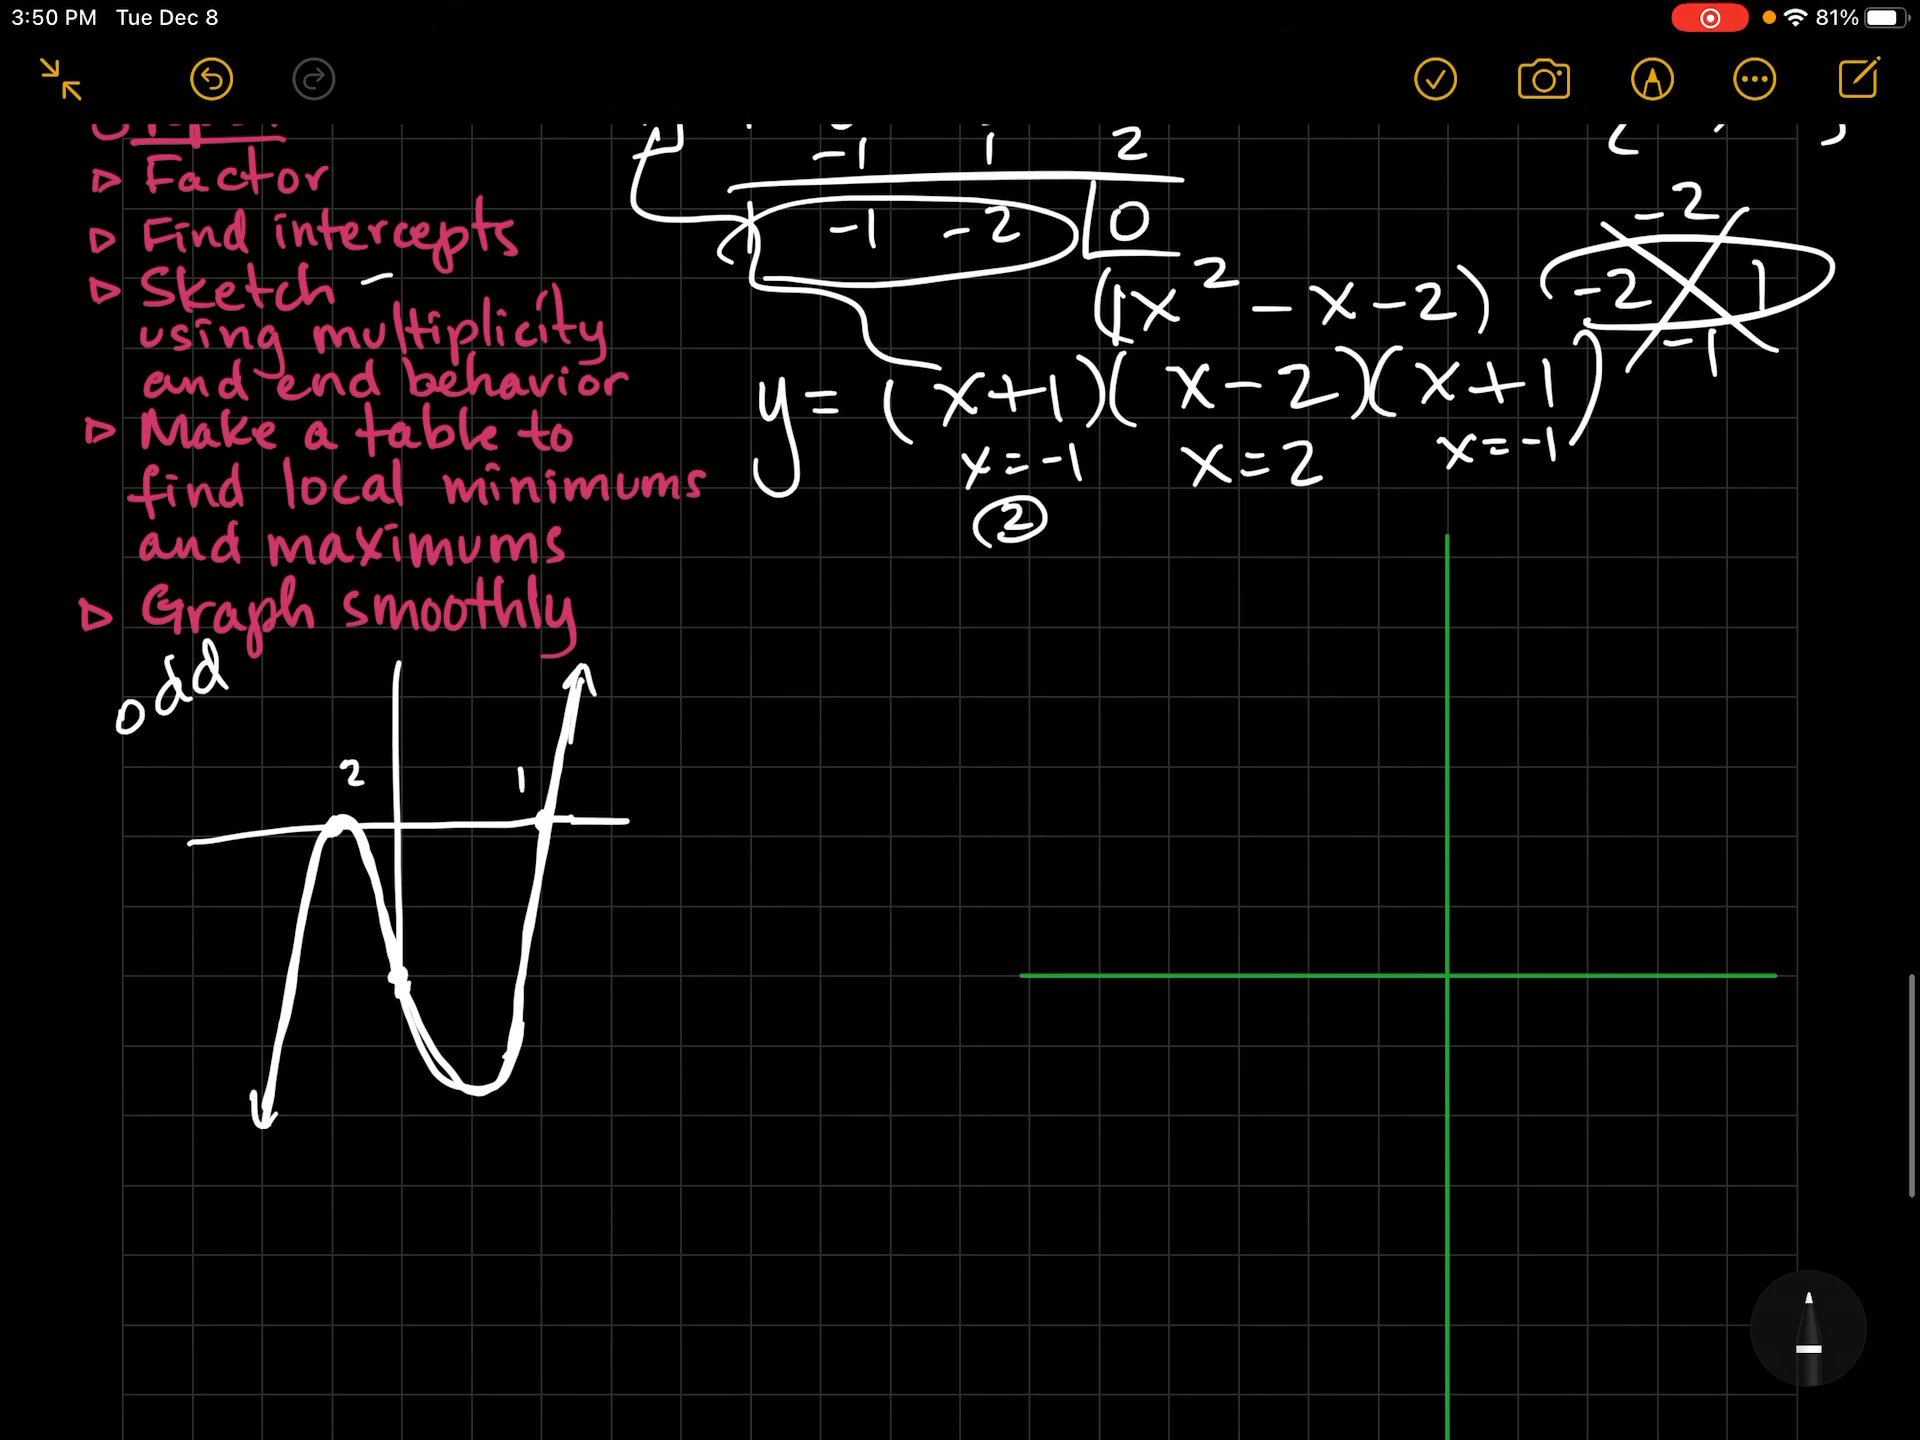 3:50 PM Tue Dec 8
81%
▷ Factor
▷ Find intercepts
▷ Sketch –
using multiplicity
and end behavior
▷ Make a table to
find local minimums
and maximums
▷ Graph smoothly
-1 1 2
1 -1 -2 0
(1x² - x - 2)
-2
-2 1
-1
y = (x+1)(x-2)(x+1)
x=-1 x=2 x=-1
2
odd
2 1